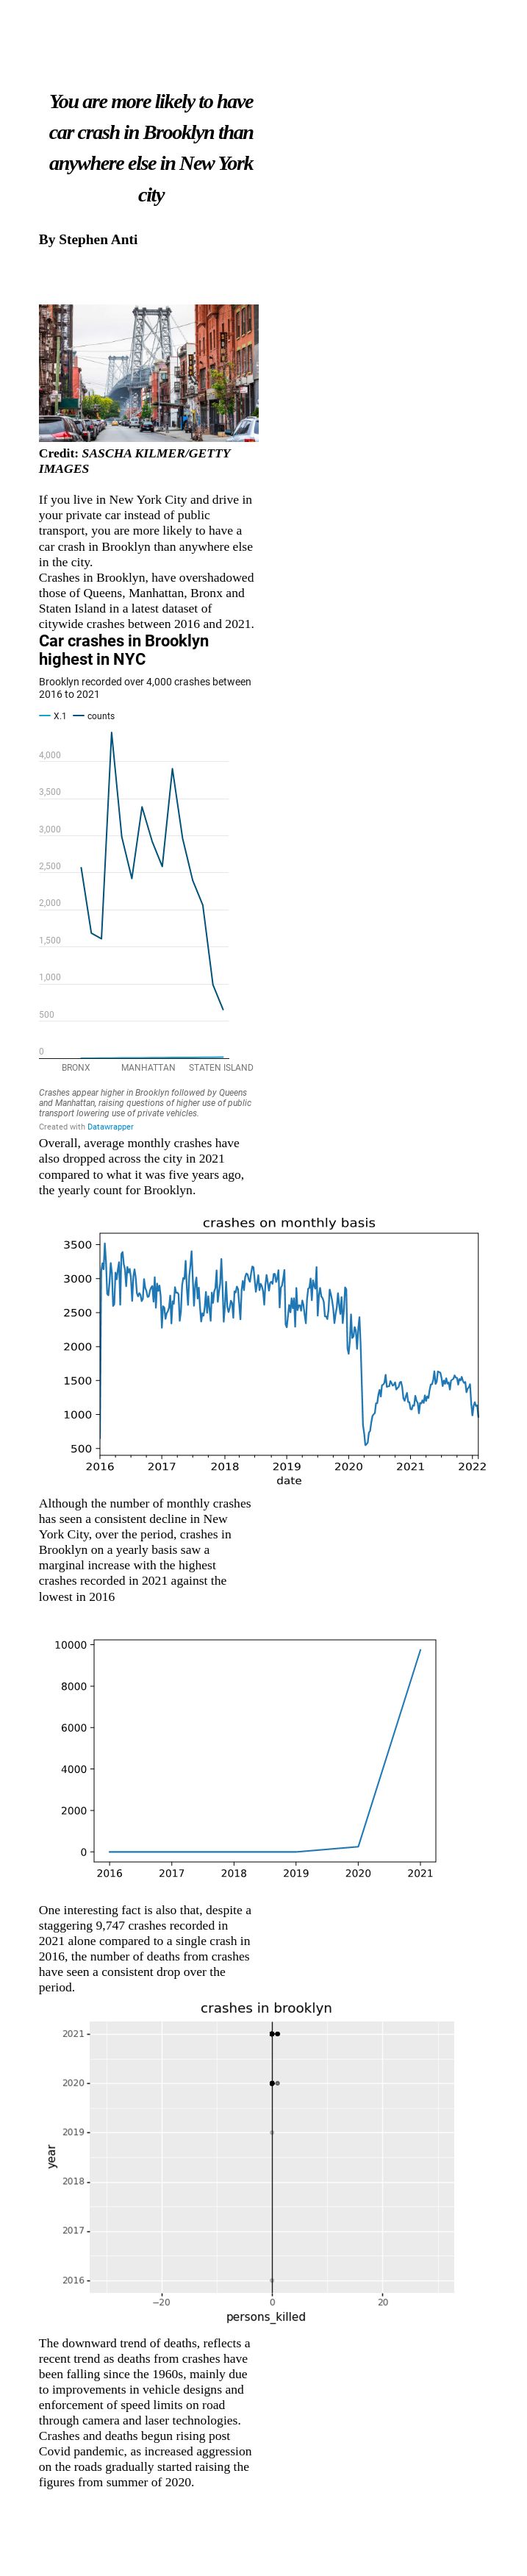 You are more likely to have
car crash in Brooklyn than
anywhere else in New York
city
By Stephen Anti
Credit: SASCHA KILMER/GETTY
IMAGES
If you live in New York City and drive in
your private car instead of public
transport, you are more likely to have a
car crash in Brooklyn than anywhere else
in the city.
Crashes in Brooklyn, have overshadowed
those of Queens, Manhattan, Bronx and
Staten Island in a latest dataset of
citywide crashes between 2016 and 2021.
Car crashes in Brooklyn
highest in NYC
Brooklyn recorded over 4,000 crashes between
2016 to 2021
X.1 counts
4,000
3,500
3,000
2,500
2,000
1,500
1,000
500
0
BRONX MANHATTAN STATEN ISLAND
Crashes appear higher in Brooklyn followed by Queens
and Manhattan, raising questions of higher use of public
transport lowering use of private vehicles.
Created with Datawrapper
Overall, average monthly crashes have
also dropped across the city in 2021
compared to what it was five years ago,
the yearly count for Brooklyn.
crashes on monthly basis
3500
3000
2500
2000
1500
1000
500
2016 2017 2018 2019 2020 2021 2022
date
Although the number of monthly crashes
has seen a consistent decline in New
York City, over the period, crashes in
Brooklyn on a yearly basis saw a
marginal increase with the highest
crashes recorded in 2021 against the
lowest in 2016
10000
8000
6000
4000
2000
0
2016 2017 2018 2019 2020 2021
One interesting fact is also that, despite a
staggering 9,747 crashes recorded in
2021 alone compared to a single crash in
2016, the number of deaths from crashes
have seen a consistent drop over the
period.
crashes in brooklyn
2021
2020
2019
2018
2017
2016
year
−20 0 20
persons_killed
The downward trend of deaths, reflects a
recent trend as deaths from crashes have
been falling since the 1960s, mainly due
to improvements in vehicle designs and
enforcement of speed limits on road
through camera and laser technologies.
Crashes and deaths begun rising post
Covid pandemic, as increased aggression
on the roads gradually started raising the
figures from summer of 2020.